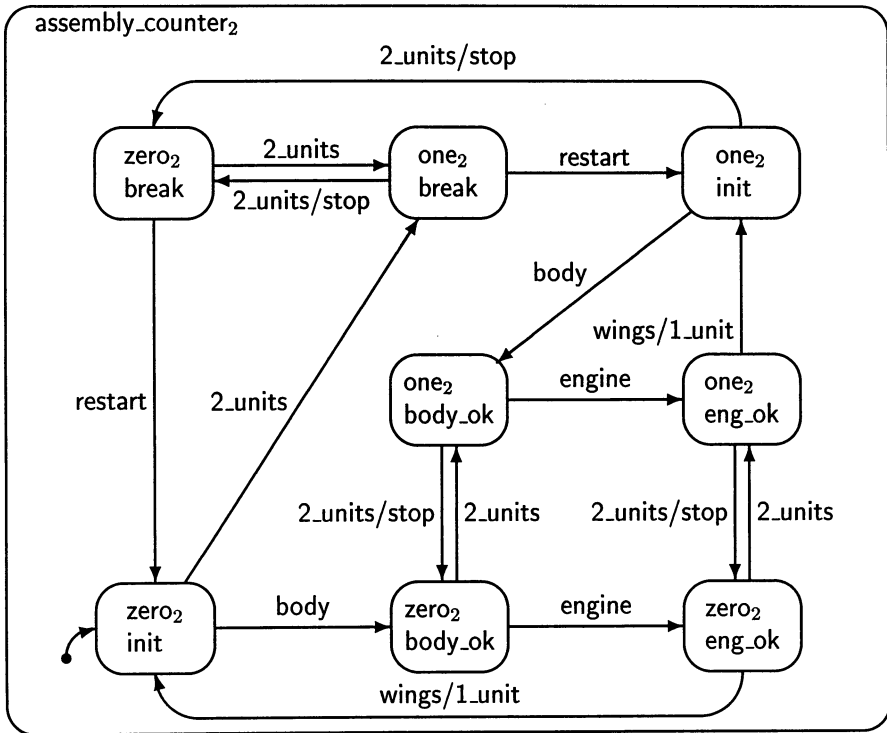 assembly_counter₂
2_units/stop
zero₂
break
2_units
2_units/stop
one₂
break
restart
one₂
init
body
wings/1_unit
restart
2_units
one₂
body_ok
engine
one₂
eng_ok
2_units/stop
2_units
2_units/stop
2_units
zero₂
init
body
zero₂
body_ok
engine
zero₂
eng_ok
wings/1_unit